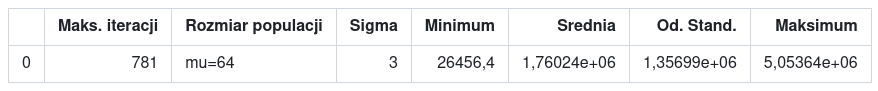 Maks. iteracji Rozmiar populacji Sigma Minimum Srednia Od. Stand. Maksimum
0 781 mu=64 3 26456,4 1,76024e+06 1,35699e+06 5,05364e+06